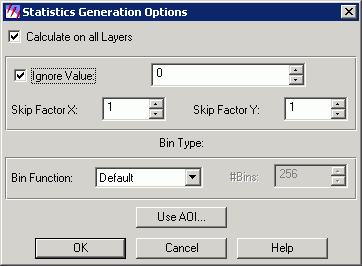 Statistics Generation Options
Calculate on all Layers
Ignore Value: 0
Skip Factor X: 1 Skip Factor Y: 1
Bin Type:
Bin Function: Default #Bins: 256
Use AOI...
OK Cancel Help